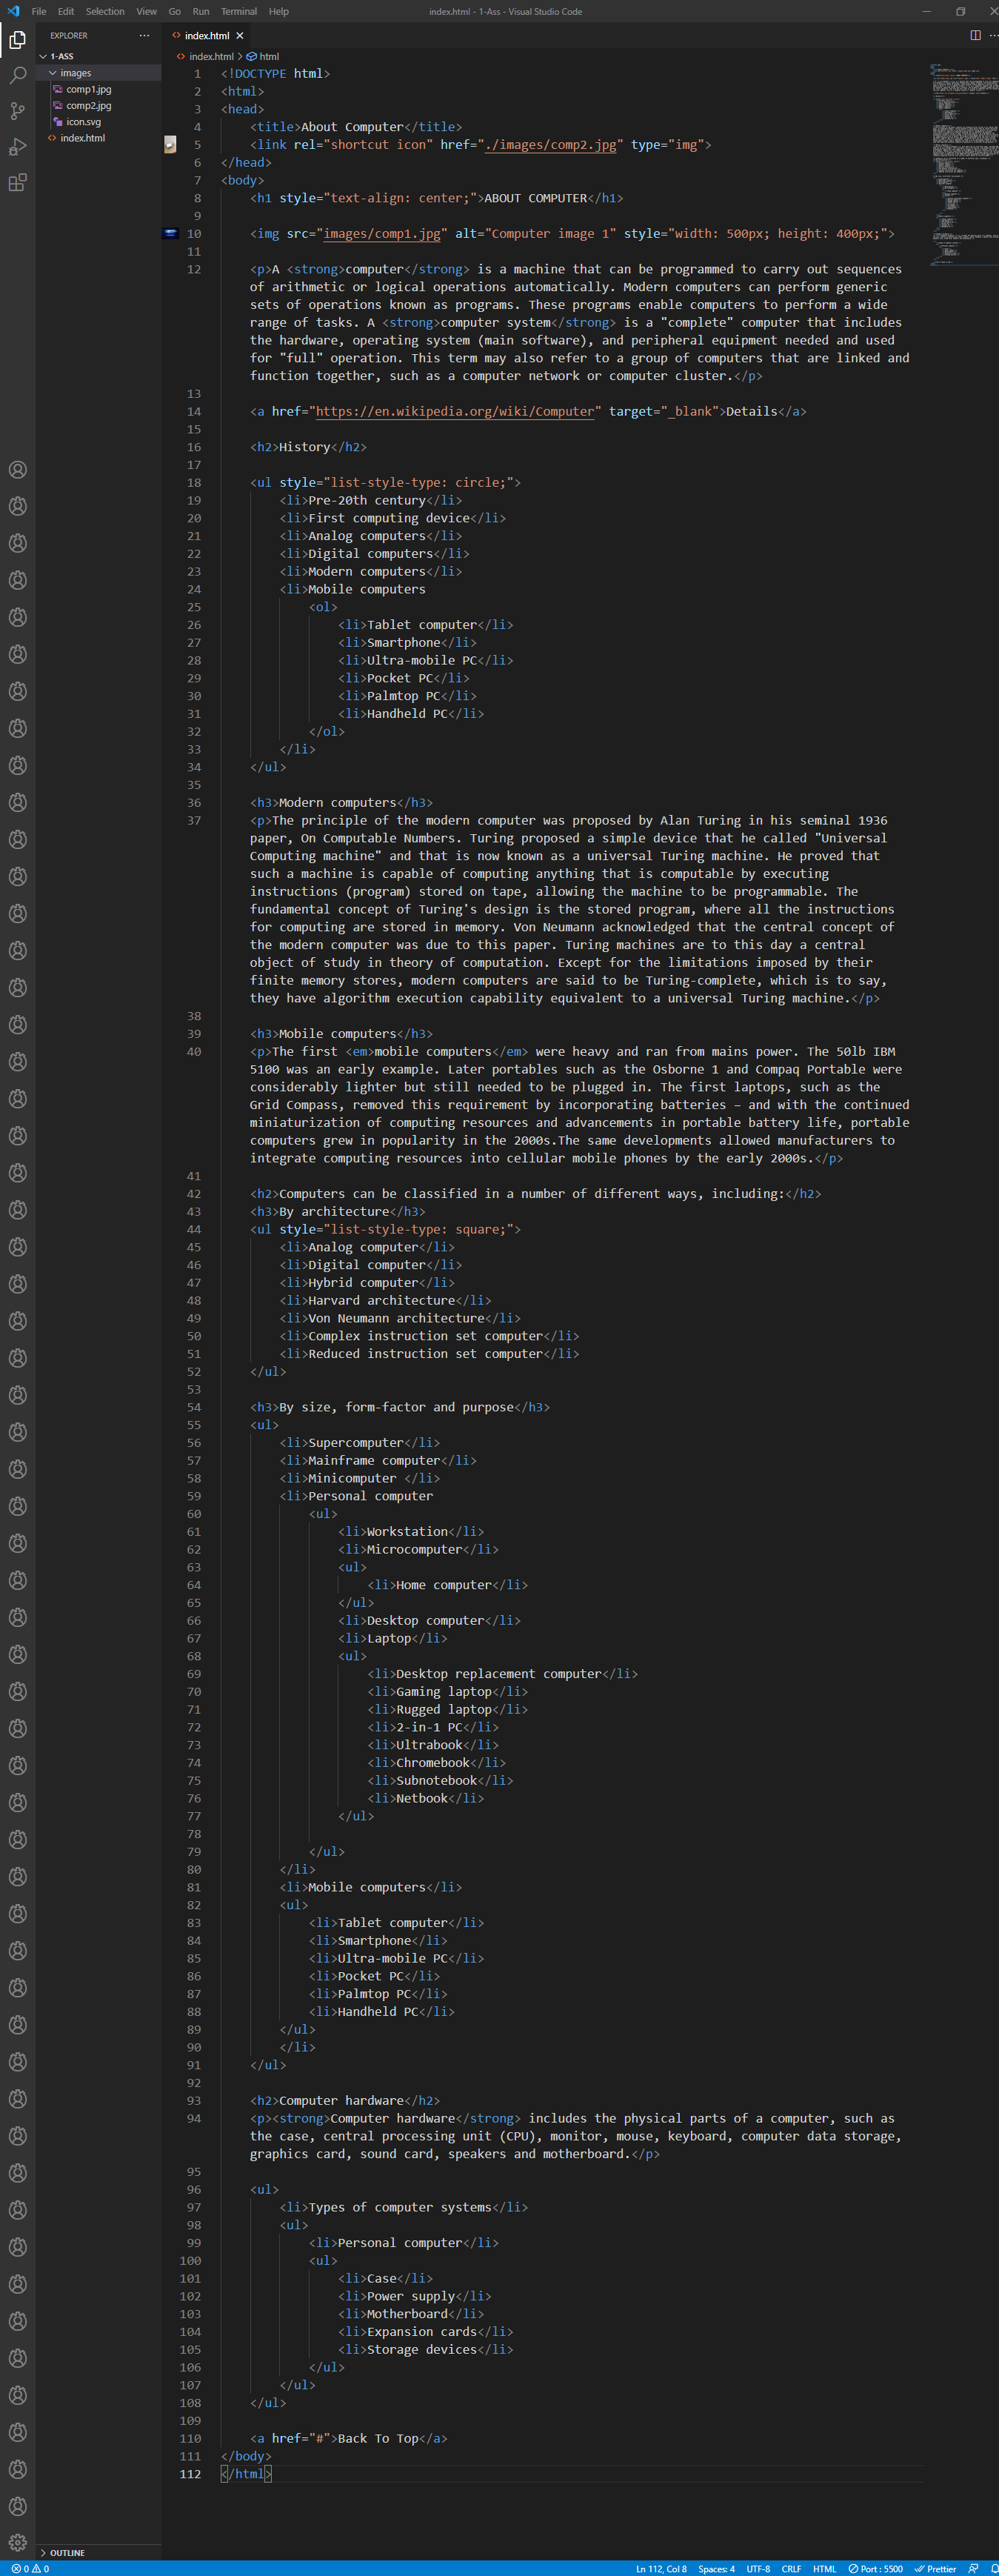 File Edit Selection View Go Run Terminal Help
index.html - 1-Ass - Visual Studio Code
EXPLORER
1-ASS
images
comp1.jpg
comp2.jpg
icon.svg
index.html
index.html
index.html > html
1 <!DOCTYPE html>
2 <html>
3 <head>
4 <title>About Computer</title>
5 <link rel="shortcut icon" href="./images/comp2.jpg" type="img">
6 </head>
7 <body>
8 <h1 style="text-align: center;">ABOUT COMPUTER</h1>
9
10 <img src="images/comp1.jpg" alt="Computer image 1" style="width: 500px; height: 400px;">
11
12 <p>A <strong>computer</strong> is a machine that can be programmed to carry out sequences
of arithmetic or logical operations automatically. Modern computers can perform generic
sets of operations known as programs. These programs enable computers to perform a wide
range of tasks. A <strong>computer system</strong> is a "complete" computer that includes
the hardware, operating system (main software), and peripheral equipment needed and used
for "full" operation. This term may also refer to a group of computers that are linked and
function together, such as a computer network or computer cluster.</p>
13
14 <a href="https://en.wikipedia.org/wiki/Computer" target="_blank">Details</a>
15
16 <h2>History</h2>
17
18 <ul style="list-style-type: circle;">
19 <li>Pre-20th century</li>
20 <li>First computing device</li>
21 <li>Analog computers</li>
22 <li>Digital computers</li>
23 <li>Modern computers</li>
24 <li>Mobile computers
25 <ol>
26 <li>Tablet computer</li>
27 <li>Smartphone</li>
28 <li>Ultra-mobile PC</li>
29 <li>Pocket PC</li>
30 <li>Palmtop PC</li>
31 <li>Handheld PC</li>
32 </ol>
33 </li>
34 </ul>
35
36 <h3>Modern computers</h3>
37 <p>The principle of the modern computer was proposed by Alan Turing in his seminal 1936
paper, On Computable Numbers. Turing proposed a simple device that he called "Universal
Computing machine" and that is now known as a universal Turing machine. He proved that
such a machine is capable of computing anything that is computable by executing
instructions (program) stored on tape, allowing the machine to be programmable. The
fundamental concept of Turing's design is the stored program, where all the instructions
for computing are stored in memory. Von Neumann acknowledged that the central concept of
the modern computer was due to this paper. Turing machines are to this day a central
object of study in theory of computation. Except for the limitations imposed by their
finite memory stores, modern computers are said to be Turing-complete, which is to say,
they have algorithm execution capability equivalent to a universal Turing machine.</p>
38
39 <h3>Mobile computers</h3>
40 <p>The first <em>mobile computers</em> were heavy and ran from mains power. The 50lb IBM
5100 was an early example. Later portables such as the Osborne 1 and Compaq Portable were
considerably lighter but still needed to be plugged in. The first laptops, such as the
Grid Compass, removed this requirement by incorporating batteries – and with the continued
miniaturization of computing resources and advancements in portable battery life, portable
computers grew in popularity in the 2000s.The same developments allowed manufacturers to
integrate computing resources into cellular mobile phones by the early 2000s.</p>
41
42 <h2>Computers can be classified in a number of different ways, including:</h2>
43 <h3>By architecture</h3>
44 <ul style="list-style-type: square;">
45 <li>Analog computer</li>
46 <li>Digital computer</li>
47 <li>Hybrid computer</li>
48 <li>Harvard architecture</li>
49 <li>Von Neumann architecture</li>
50 <li>Complex instruction set computer</li>
51 <li>Reduced instruction set computer</li>
52 </ul>
53
54 <h3>By size, form-factor and purpose</h3>
55 <ul>
56 <li>Supercomputer</li>
57 <li>Mainframe computer</li>
58 <li>Minicomputer </li>
59 <li>Personal computer
60 <ul>
61 <li>Workstation</li>
62 <li>Microcomputer</li>
63 <ul>
64 <li>Home computer</li>
65 </ul>
66 <li>Desktop computer</li>
67 <li>Laptop</li>
68 <ul>
69 <li>Desktop replacement computer</li>
70 <li>Gaming laptop</li>
71 <li>Rugged laptop</li>
72 <li>2-in-1 PC</li>
73 <li>Ultrabook</li>
74 <li>Chromebook</li>
75 <li>Subnotebook</li>
76 <li>Netbook</li>
77 </ul>
78
79 </ul>
80 </li>
81 <li>Mobile computers</li>
82 <ul>
83 <li>Tablet computer</li>
84 <li>Smartphone</li>
85 <li>Ultra-mobile PC</li>
86 <li>Pocket PC</li>
87 <li>Palmtop PC</li>
88 <li>Handheld PC</li>
89 </ul>
90 </li>
91 </ul>
92
93 <h2>Computer hardware</h2>
94 <p><strong>Computer hardware</strong> includes the physical parts of a computer, such as
the case, central processing unit (CPU), monitor, mouse, keyboard, computer data storage,
graphics card, sound card, speakers and motherboard.</p>
95
96 <ul>
97 <li>Types of computer systems</li>
98 <ul>
99 <li>Personal computer</li>
100 <ul>
101 <li>Case</li>
102 <li>Power supply</li>
103 <li>Motherboard</li>
104 <li>Expansion cards</li>
105 <li>Storage devices</li>
106 </ul>
107 </ul>
108 </ul>
109
110 <a href="#">Back To Top</a>
111 </body>
112 </html>
OUTLINE
0 0
Ln 112, Col 8 Spaces: 4 UTF-8 CRLF HTML Port : 5500 Prettier